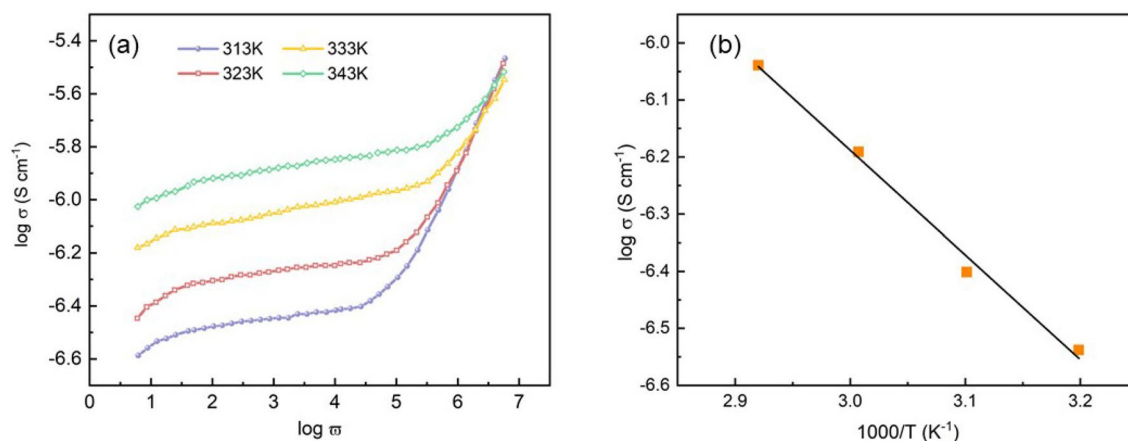 (a)
313K 333K
323K 343K
-5.4
-5.6
-5.8
-6.0
-6.2
-6.4
-6.6
log σ (S cm⁻¹)
0 1 2 3 4 5 6 7
log ϖ
(b)
-6.0
-6.1
-6.2
-6.3
-6.4
-6.5
-6.6
log σ (S cm⁻¹)
2.9 3.0 3.1 3.2
1000/T (K⁻¹)